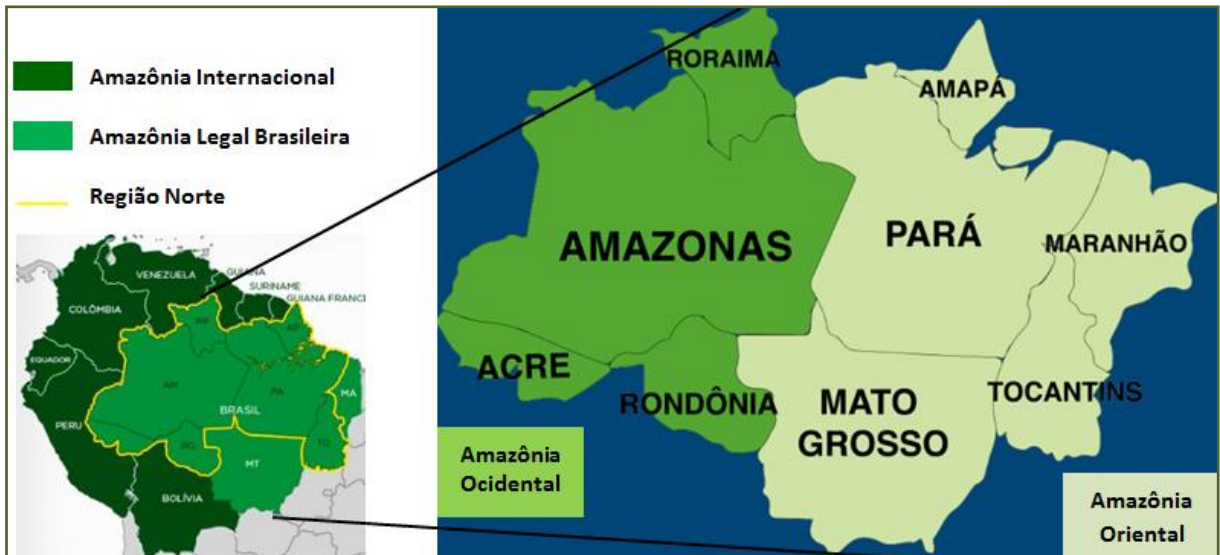 Amazônia Internacional
Amazônia Legal Brasileira
Região Norte
VENEZUELA
GUIANA
SURINAME
GUIANA FRANCE
COLÔMBIA
RR
AP
EQUADOR
AM
PA
MA
BRASIL
PERU
RO
TO
MT
BOLÍVIA
RORAIMA
AMAPÁ
AMAZONAS
PARÁ
MARANHÃO
ACRE
RONDÔNIA
MATO
GROSSO
TOCANTINS
Amazônia
Ocidental
Amazônia
Oriental